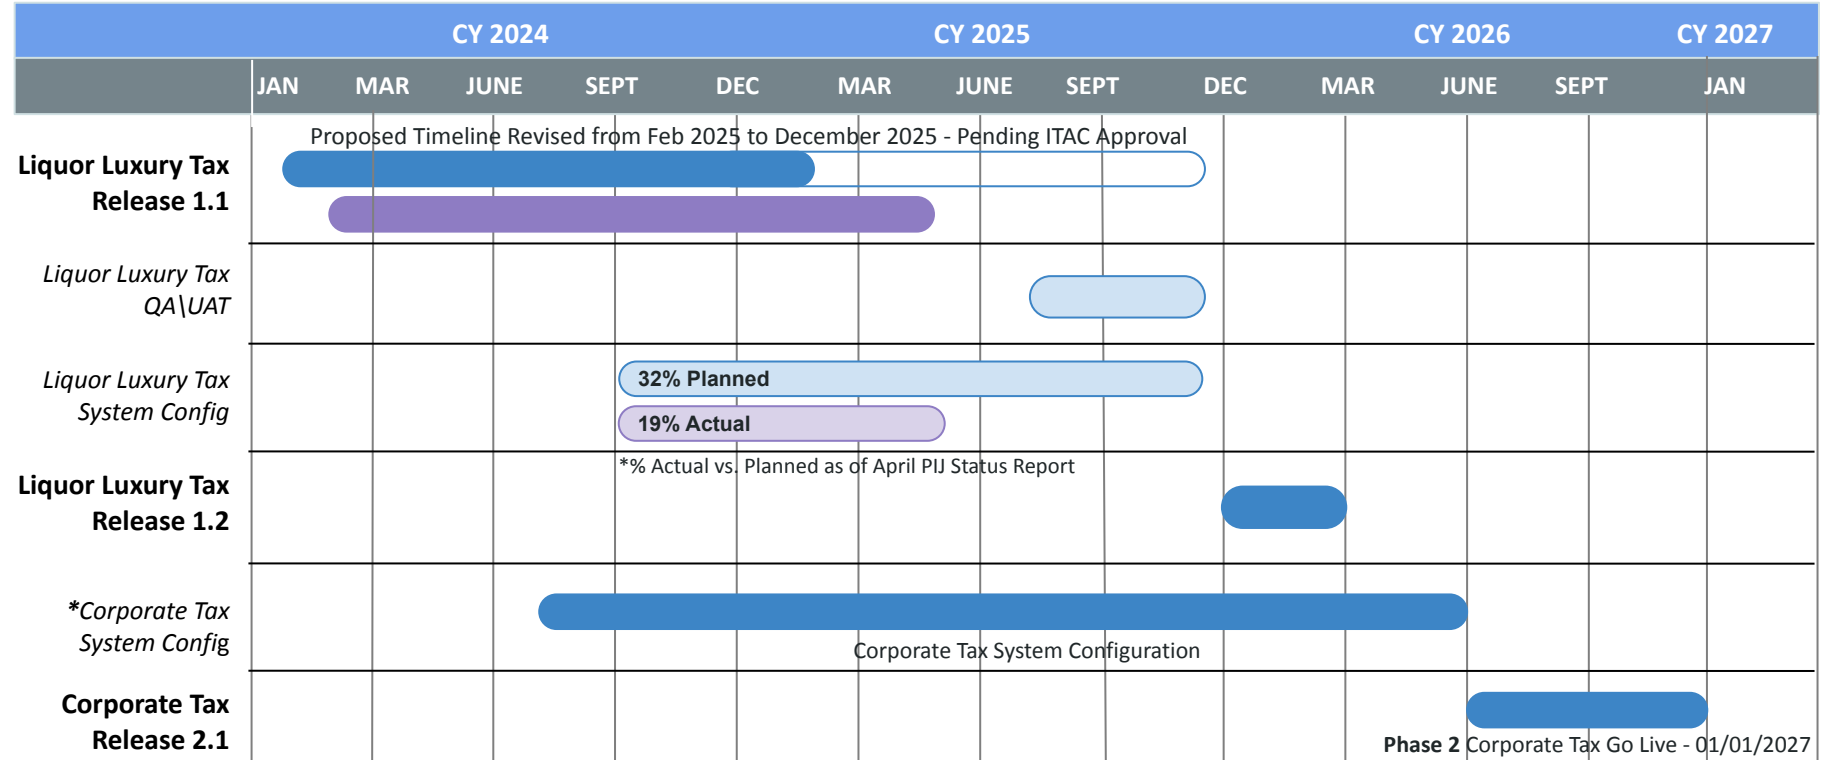 CY 2024 CY 2025 CY 2026 CY 2027
JAN MAR JUNE SEPT DEC MAR JUNE SEPT DEC MAR JUNE SEPT JAN
Proposed Timeline Revised from Feb 2025 to December 2025 - Pending ITAC Approval
Liquor Luxury Tax
Release 1.1
Liquor Luxury Tax
QA\UAT
Liquor Luxury Tax
System Config
32% Planned
19% Actual
*% Actual vs. Planned as of April PIJ Status Report
Liquor Luxury Tax
Release 1.2
*Corporate Tax
System Config
Corporate Tax System Configuration
Corporate Tax
Release 2.1
Phase 2 Corporate Tax Go Live - 01/01/2027